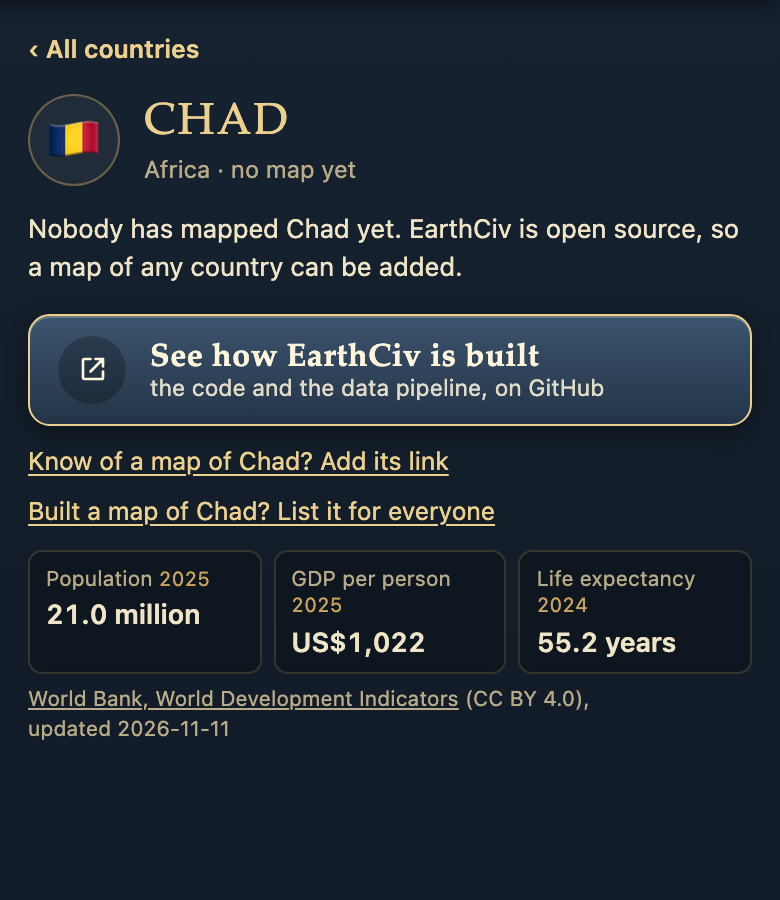 ‹ All countries
CHAD
Africa · no map yet
Nobody has mapped Chad yet. EarthCiv is open source, so
a map of any country can be added.
See how EarthCiv is built
the code and the data pipeline, on GitHub
Know of a map of Chad? Add its link
Built a map of Chad? List it for everyone
Population 2025
21.0 million
GDP per person
2025
US$1,022
Life expectancy
2024
55.2 years
World Bank, World Development Indicators (CC BY 4.0),
updated 2026-11-11